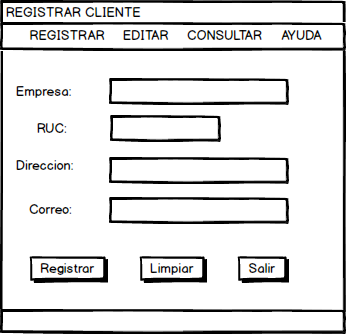 REGISTRAR CLIENTE
REGISTRAR EDITAR CONSULTAR AYUDA
Empresa:
RUC:
Direccion:
Correo:
Registrar Limpiar Salir